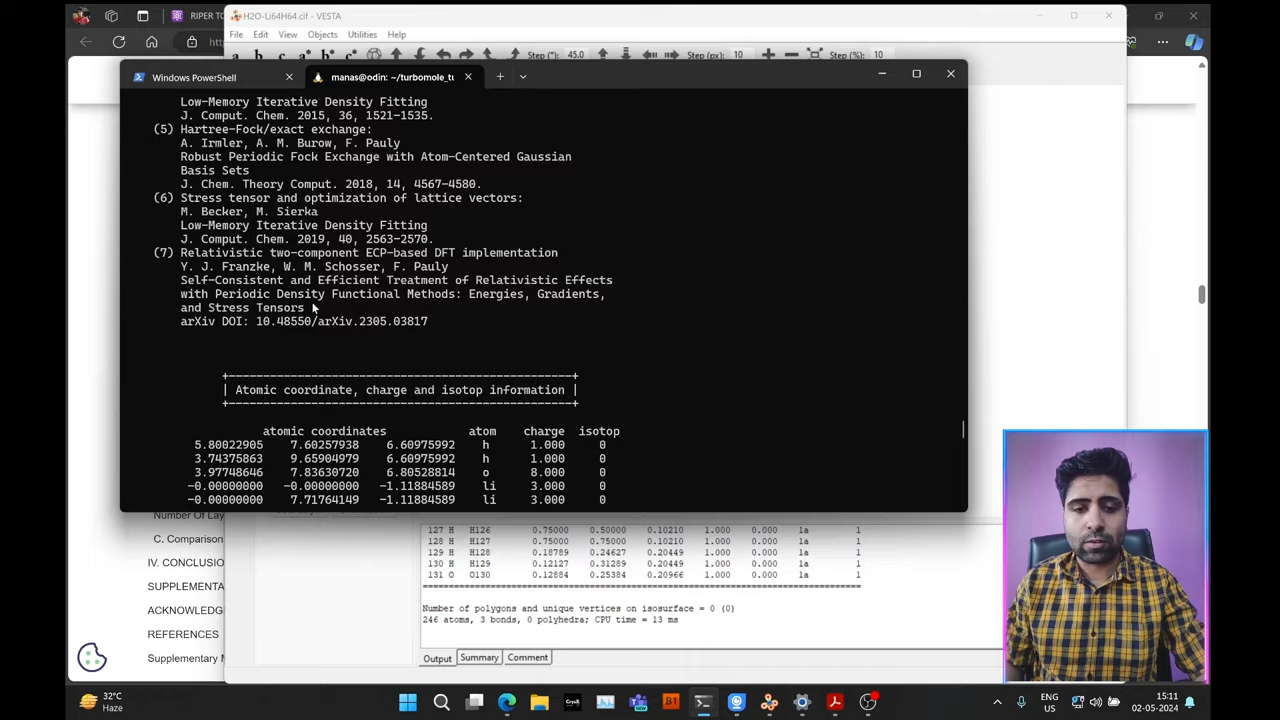 RIPER TO
H2O-Li64H64.cif - VESTA
File Edit View Objects Utilities Help
a b c a* b* c* Step (°): 45.0 Step (px): 10 Step (%): 10
Windows PowerShell
manas@odin: ~/turbomole_tu
Low-Memory Iterative Density Fitting
J. Comput. Chem. 2015, 36, 1521-1535.
(5) Hartree-Fock/exact exchange:
A. Irmler, A. M. Burow, F. Pauly
Robust Periodic Fock Exchange with Atom-Centered Gaussian
Basis Sets
J. Chem. Theory Comput. 2018, 14, 4567-4580.
(6) Stress tensor and optimization of lattice vectors:
M. Becker, M. Sierka
Low-Memory Iterative Density Fitting
J. Comput. Chem. 2019, 40, 2563-2570.
(7) Relativistic two-component ECP-based DFT implementation
Y. J. Franzke, W. M. Schosser, F. Pauly
Self-Consistent and Efficient Treatment of Relativistic Effects
with Periodic Density Functional Methods: Energies, Gradients,
and Stress Tensors
arXiv DOI: 10.48550/arXiv.2305.03817
+--------------------------------------------------+
| Atomic coordinate, charge and isotop information |
+--------------------------------------------------+
atomic coordinates atom charge isotop
5.80022905 7.60257938 6.60975992 h 1.000 0
3.74375863 9.65904979 6.60975992 h 1.000 0
3.97748646 7.83630720 6.80528814 o 8.000 0
-0.00000000 -0.00000000 -1.11884589 li 3.000 0
-0.00000000 7.71764149 -1.11884589 li 3.000 0
Number Of Lay
C. Comparison
IV. CONCLUSIO
SUPPLEMENTA
ACKNOWLEDG
REFERENCES
Supplementary M
127 H H126 0.75000 0.50000 0.10210 1.000 0.000 1a 1
128 H H127 0.75000 0.75000 0.10210 1.000 0.000 1a 1
129 H H128 0.18789 0.24627 0.20449 1.000 0.000 1a 1
130 H H129 0.12127 0.31289 0.20449 1.000 0.000 1a 1
131 O O130 0.12884 0.25384 0.20966 1.000 0.000 1a 1
Number of polygons and unique vertices on isosurface = 0 (0)
246 atoms, 3 bonds, 0 polyhedra; CPU time = 13 ms
Output Summary Comment
32°C
Haze
ENG
US
15:11
02-05-2024